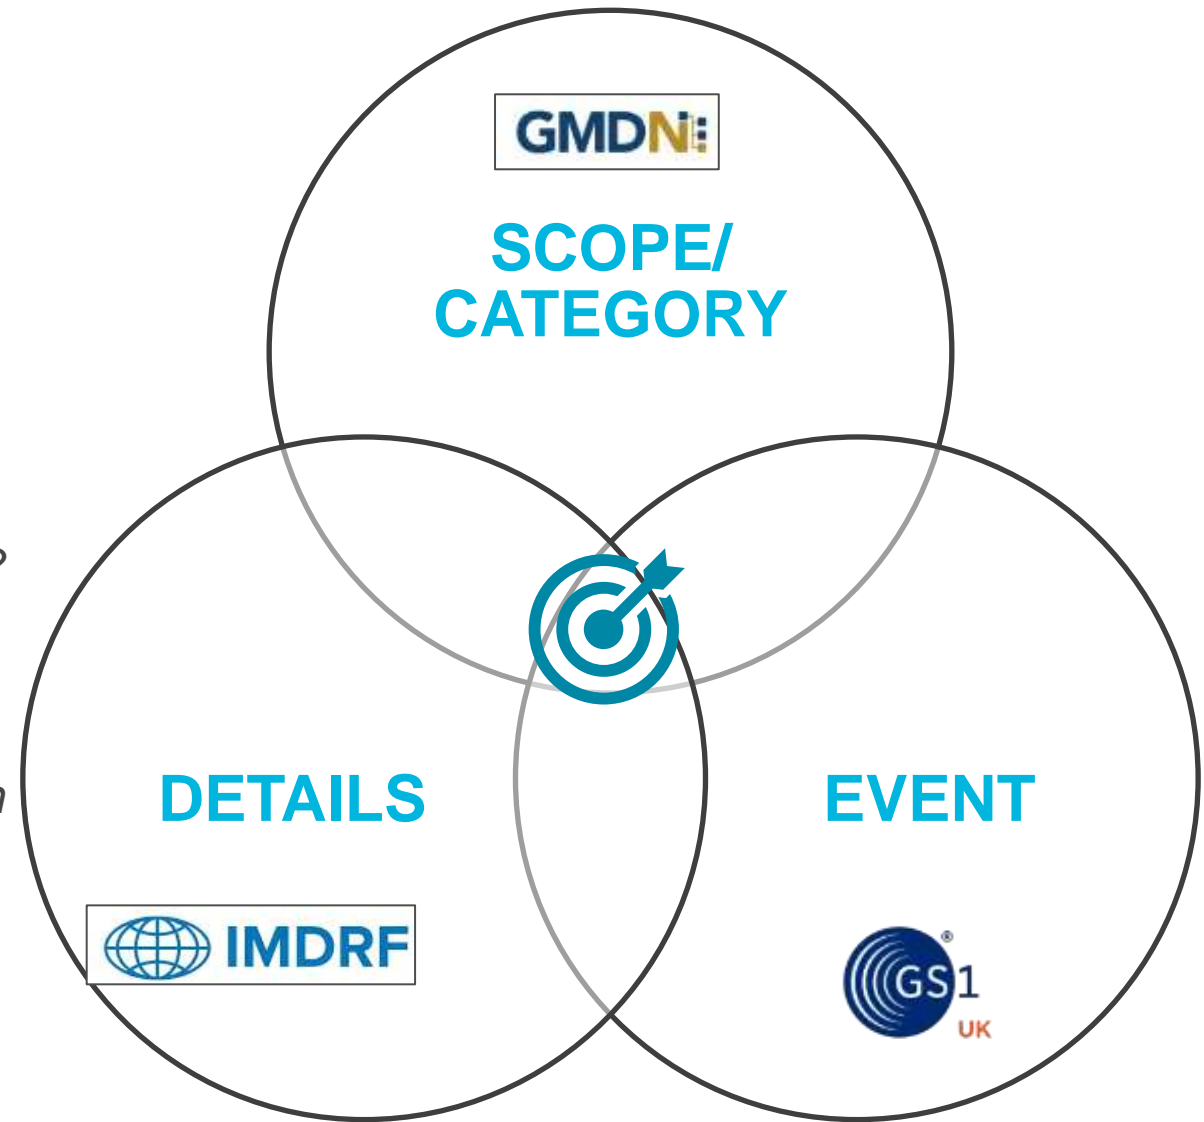 GMDN
SCOPE/
CATEGORY
DETAILS
EVENT
IMDRF
GS1
®
UK